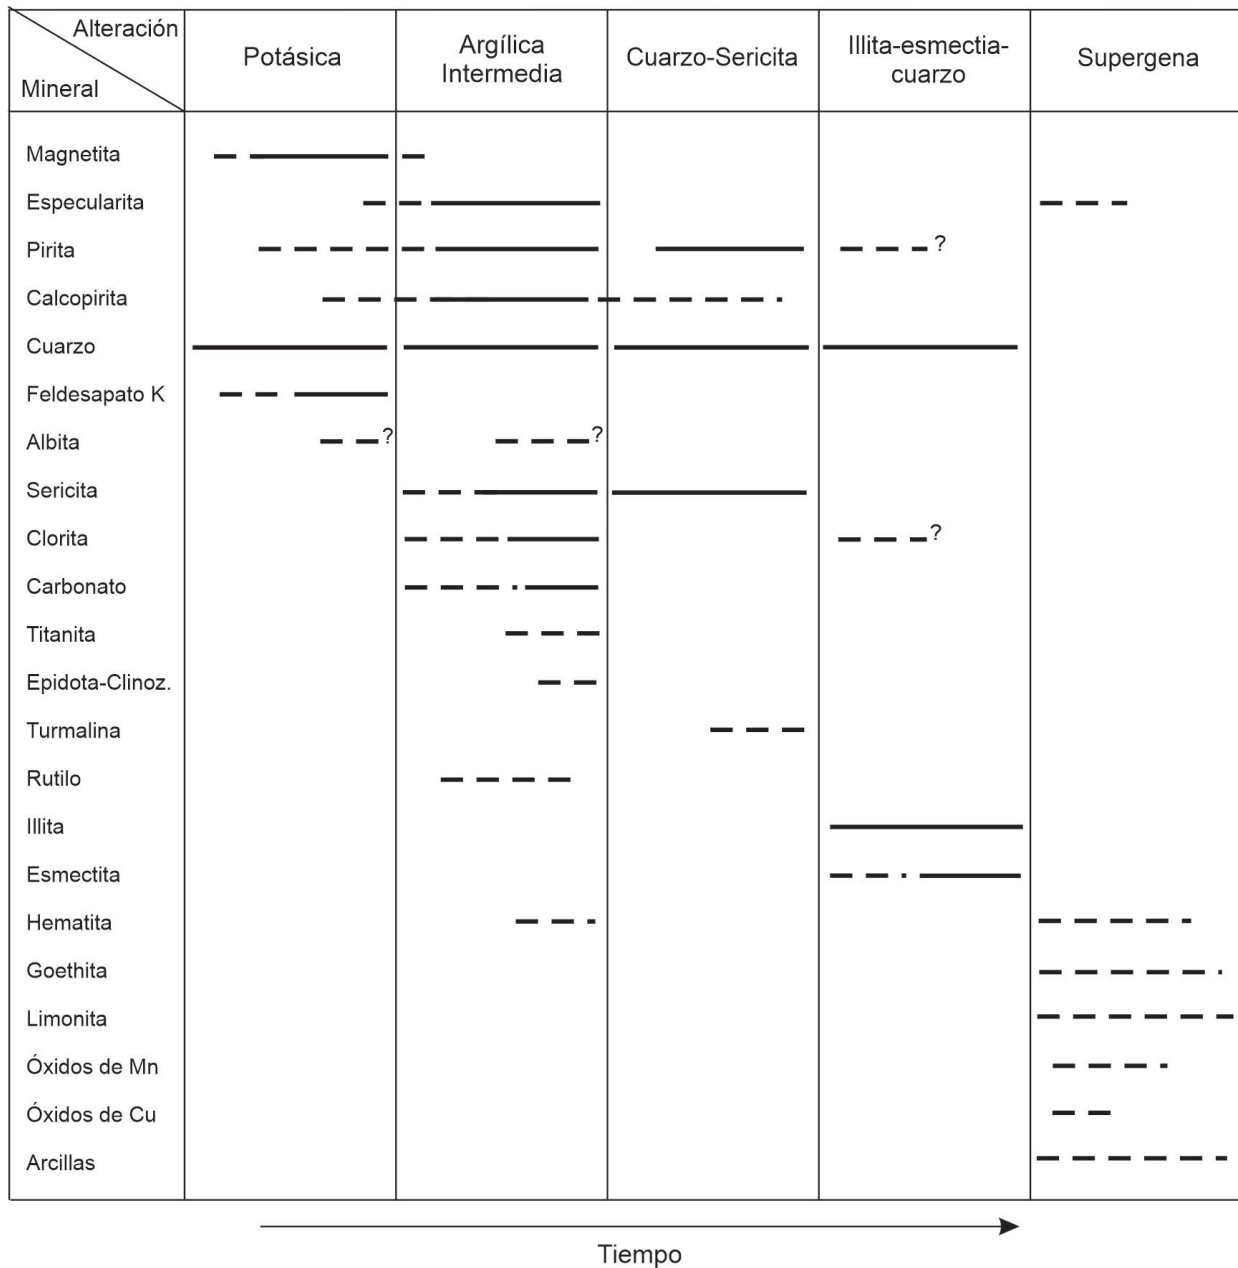 Alteración
Mineral
Potásica
Argílica
Intermedia
Cuarzo-Sericita
Illita-esmectia-
cuarzo
Supergena
Magnetita
Especularita
Pirita ?
Calcopirita
Cuarzo
Feldesapato K
Albita ? ?
Sericita
Clorita ?
Carbonato
Titanita
Epidota-Clinoz.
Turmalina
Rutilo
Illita
Esmectita
Hematita
Goethita
Limonita
Óxidos de Mn
Óxidos de Cu
Arcillas
Tiempo